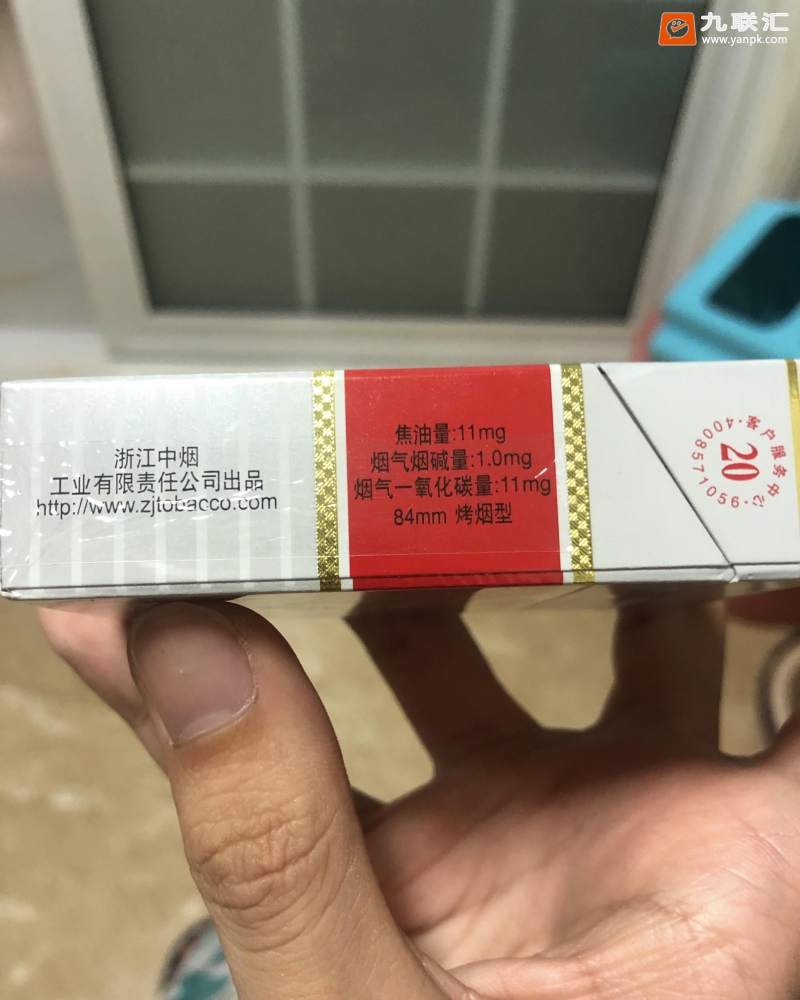 九联汇
www.yanpk.com
浙江中烟
工业有限责任公司出品
http://www.zjtobacco.com
焦油量:11mg
烟气烟碱量:1.0mg
烟气一氧化碳量:11mg
84mm 烤烟型
客户服务中心·4008571056·
20